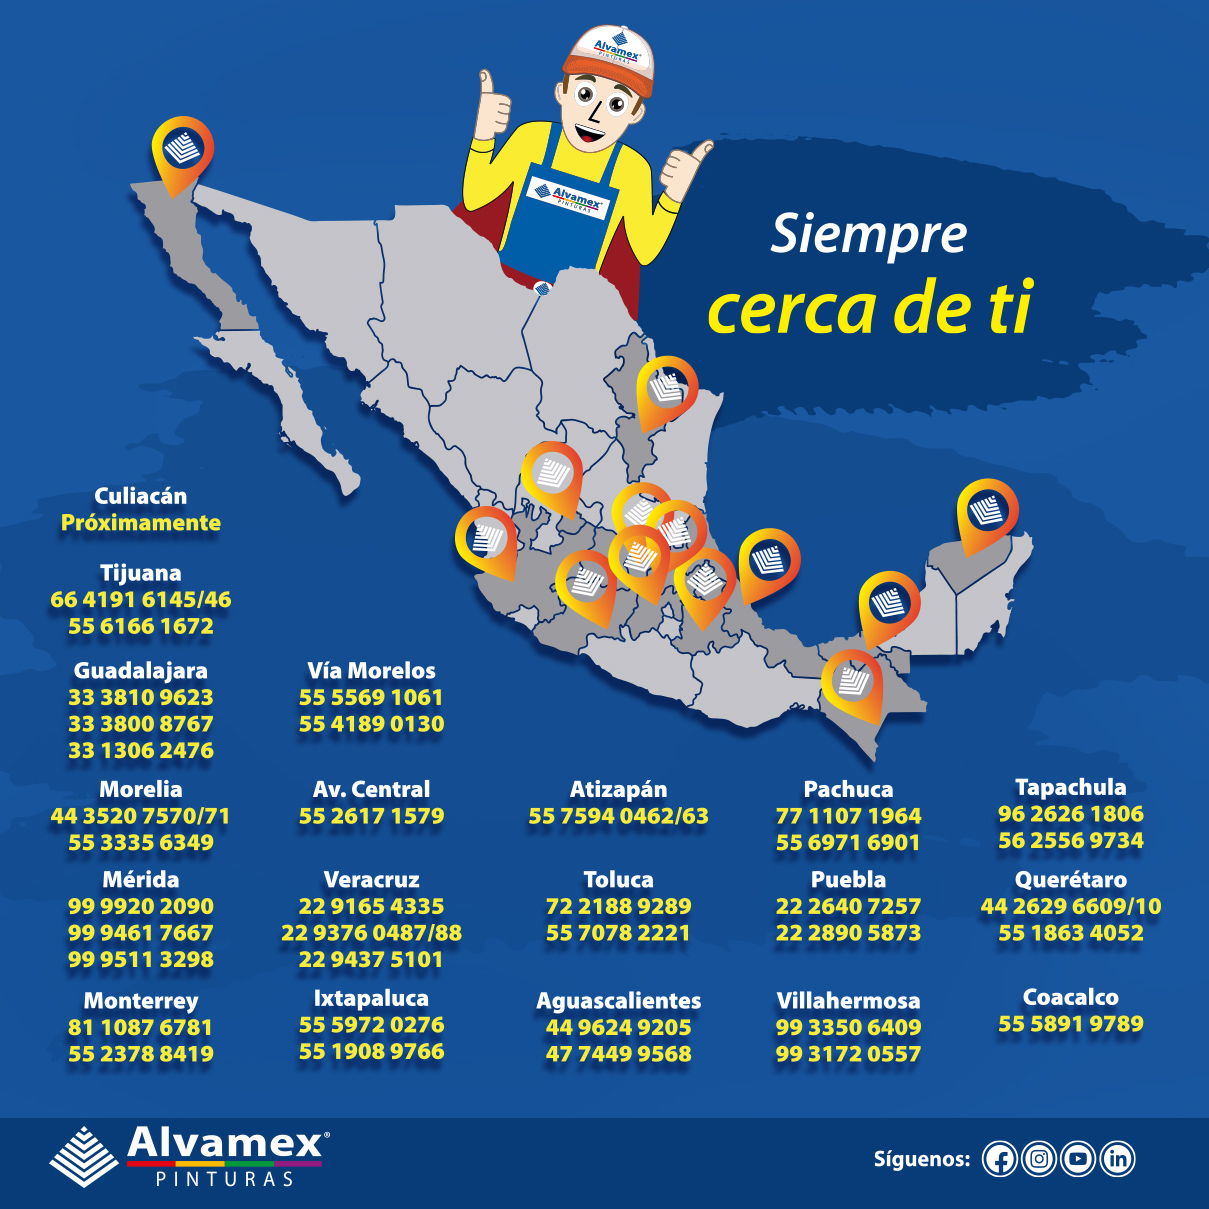 Alvamex
PINTURAS
Alvamex
PINTURAS
Siempre
cerca de ti
Culiacán
Próximamente
Tijuana
66 4191 6145/46
55 6166 1672
Guadalajara
33 3810 9623
33 3800 8767
33 1306 2476
Vía Morelos
55 5569 1061
55 4189 0130
Morelia
44 3520 7570/71
55 3335 6349
Av. Central
55 2617 1579
Atizapán
55 7594 0462/63
Pachuca
77 1107 1964
55 6971 6901
Tapachula
96 2626 1806
56 2556 9734
Mérida
99 9920 2090
99 9461 7667
99 9511 3298
Veracruz
22 9165 4335
22 9376 0487/88
22 9437 5101
Toluca
72 2188 9289
55 7078 2221
Puebla
22 2640 7257
22 2890 5873
Querétaro
44 2629 6609/10
55 1863 4052
Monterrey
81 1087 6781
55 2378 8419
Ixtapaluca
55 5972 0276
55 1908 9766
Aguascalientes
44 9624 9205
47 7449 9568
Villahermosa
99 3350 6409
99 3172 0557
Coacalco
55 5891 9789
Alvamex®
PINTURAS
Síguenos: